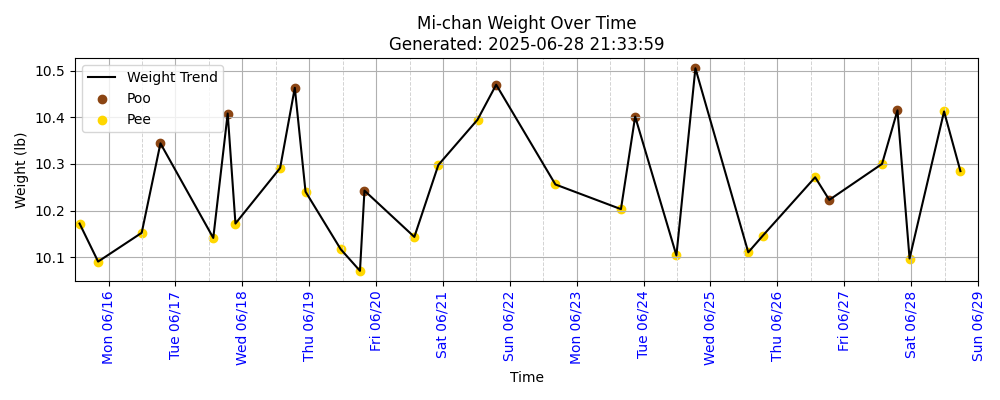 Mi-chan Weight Over Time
Generated: 2025-06-28 21:33:59
Weight Trend
Poo
Pee
Weight (lb)
10.5
10.4
10.3
10.2
10.1
Mon 06/16
Tue 06/17
Wed 06/18
Thu 06/19
Fri 06/20
Sat 06/21
Sun 06/22
Mon 06/23
Tue 06/24
Wed 06/25
Thu 06/26
Fri 06/27
Sat 06/28
Sun 06/29
Time